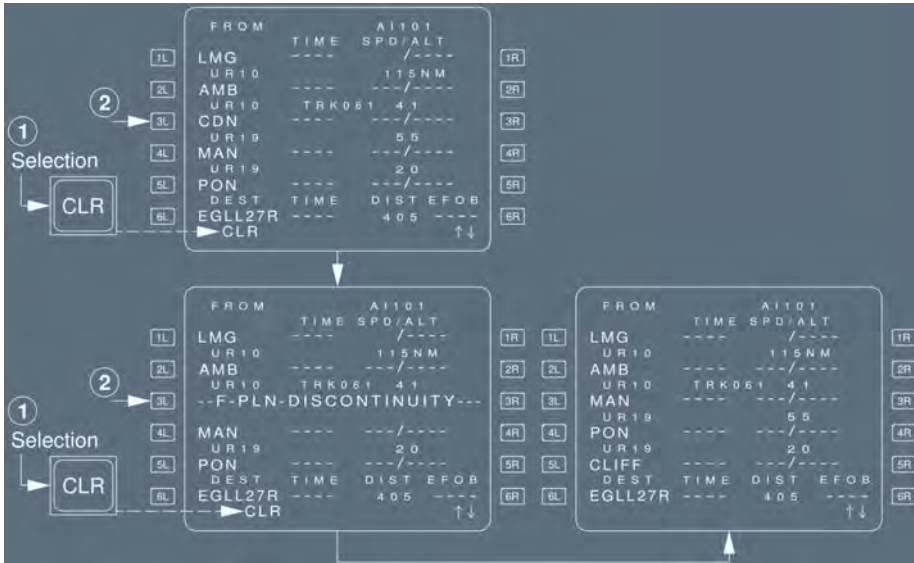 FROM AI101
TIME SPD/ALT
1L LMG ---- /---- 1R
UR10 115NM
2L AMB ---- ---/---- 2R
UR10 TRK061 41
② 3L CDN ---- ---/---- 3R
① UR19 55
Selection 4L MAN ---- ---/---- 4R
UR19 20
5L PON ---- ---/---- 5R
CLR DEST TIME DIST EFOB
6L EGLL27R ---- 405 ---- 6R
CLR ↑↓
FROM AI101
TIME SPD/ALT
1L LMG ---- /---- 1R
UR10 115NM
2L AMB ---- ---/---- 2R
UR10 TRK061 41
② 3L --F-PLN-DISCONTINUITY--- 3R
①
Selection 4L MAN ---- ---/---- 4R
UR19 20
5L PON ---- ---/---- 5R
CLR DEST TIME DIST EFOB
6L EGLL27R ---- 405 ---- 6R
CLR ↑↓
FROM AI101
TIME SPD/ALT
1L LMG ---- /---- 1R
UR10 115NM
2L AMB ---- ---/---- 2R
UR10 TRK061 41
3L MAN ---- ---/---- 3R
UR19 55
4L PON ---- ---/---- 4R
UR19 20
5L CLIFF ---- ---/---- 5R
DEST TIME DIST EFOB
6L EGLL27R ---- 405 ---- 6R
↑↓